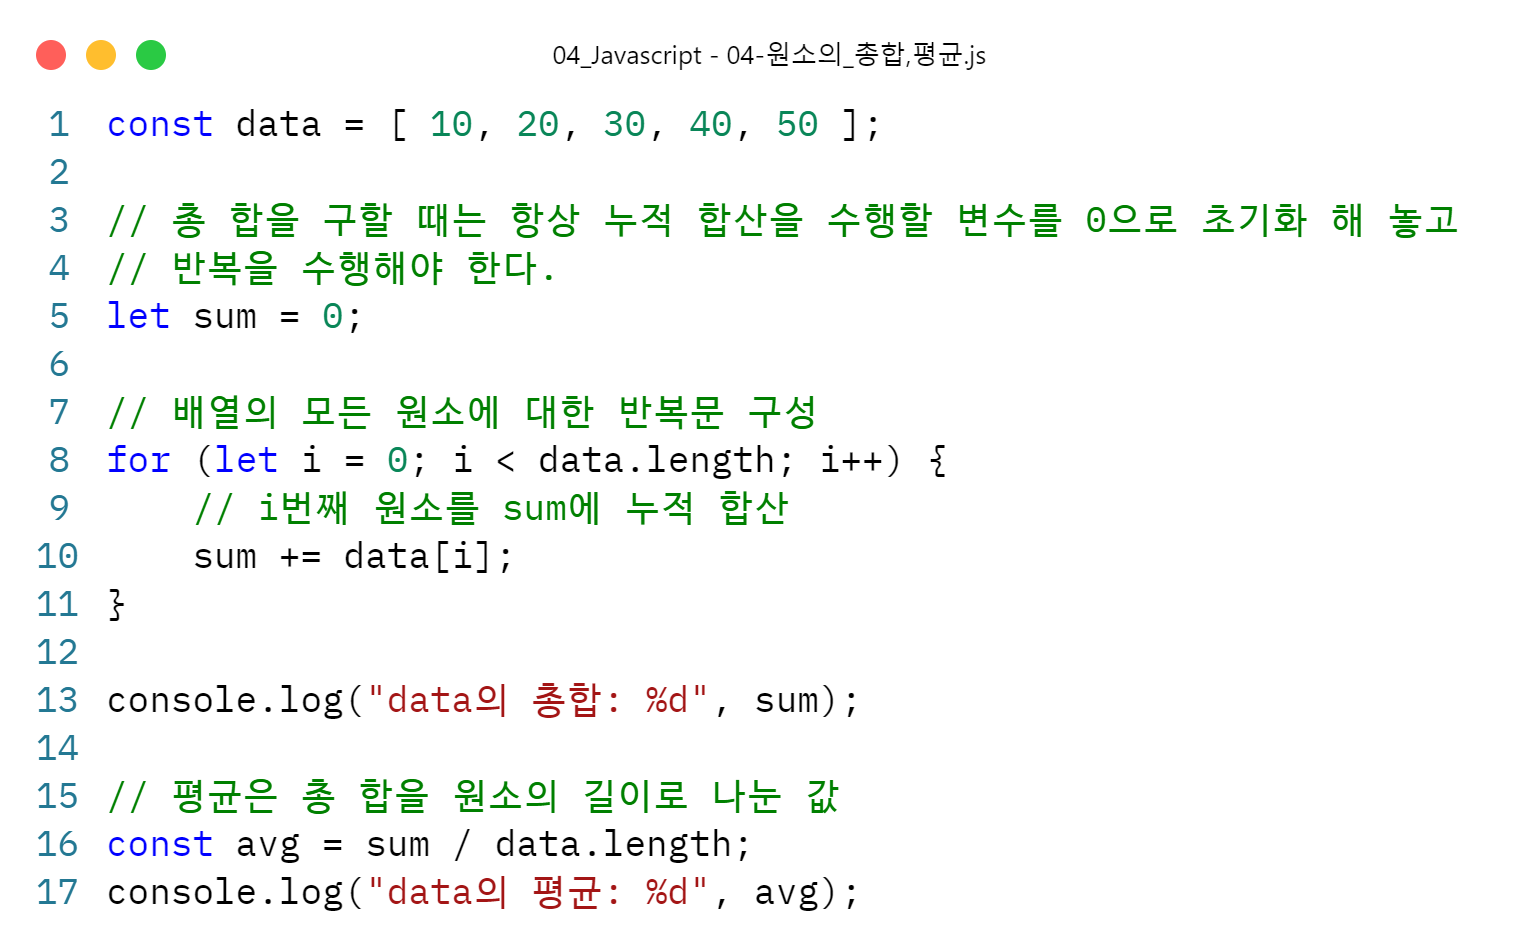 04_Javascript - 04-원소의_총합,평균.js
1 const data = [ 10, 20, 30, 40, 50 ];
2
3 // 총 합을 구할 때는 항상 누적 합산을 수행할 변수를 0으로 초기화 해 놓고
4 // 반복을 수행해야 한다.
5 let sum = 0;
6
7 // 배열의 모든 원소에 대한 반복문 구성
8 for (let i = 0; i < data.length; i++) {
9     // i번째 원소를 sum에 누적 합산
10     sum += data[i];
11 }
12
13 console.log("data의 총합: %d", sum);
14
15 // 평균은 총 합을 원소의 길이로 나눈 값
16 const avg = sum / data.length;
17 console.log("data의 평균: %d", avg);